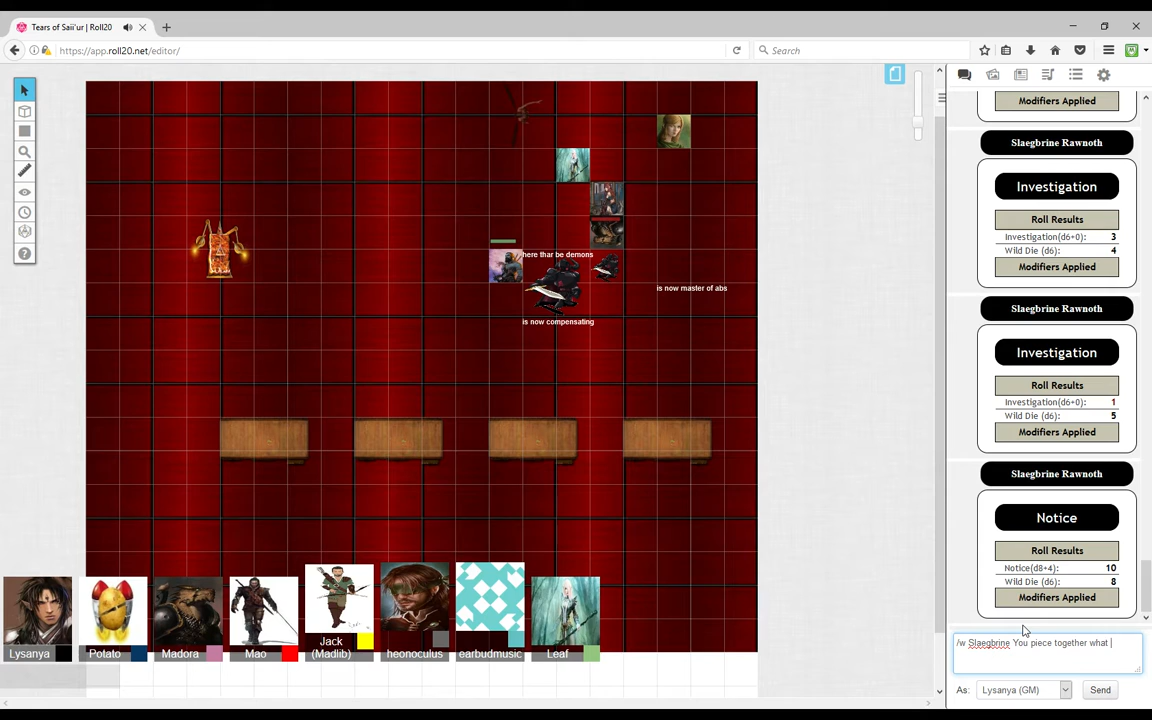 Tears of Saii'ur | Roll20
https://app.roll20.net/editor/
Search
here thar be demons
is now master of abs
is now compensating
Lysanya
Potato
Madora
Mao
Jack
(Madlib)
heonoculus
earbudmusic
Leaf
Modifiers Applied
Slaegbrine Rawnoth
Investigation
Roll Results
Investigation(d6+0): 3
Wild Die (d6): 4
Modifiers Applied
Slaegbrine Rawnoth
Investigation
Roll Results
Investigation(d6+0): 1
Wild Die (d6): 5
Modifiers Applied
Slaegbrine Rawnoth
Notice
Roll Results
Notice(d8+4): 10
Wild Die (d6): 8
Modifiers Applied
/w Slaegbrine You piece together what
As: Lysanya (GM) Send